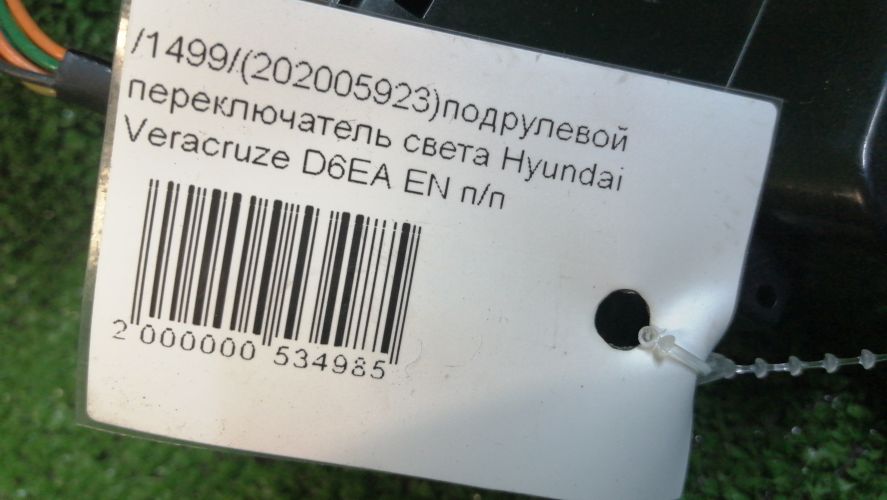 /1499/(202005923)подрулевой
переключатель света Hyundai
Veracruze D6EA EN п/п
2 000000 534985